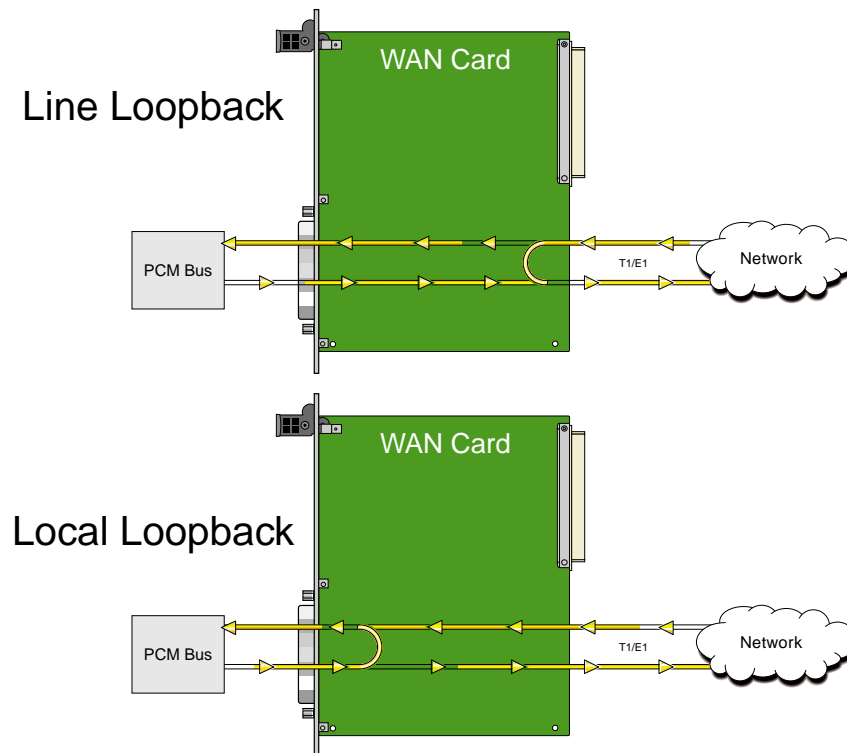 WAN Card
Line Loopback
PCM Bus
T1/E1
Network
WAN Card
Local Loopback
PCM Bus
T1/E1
Network